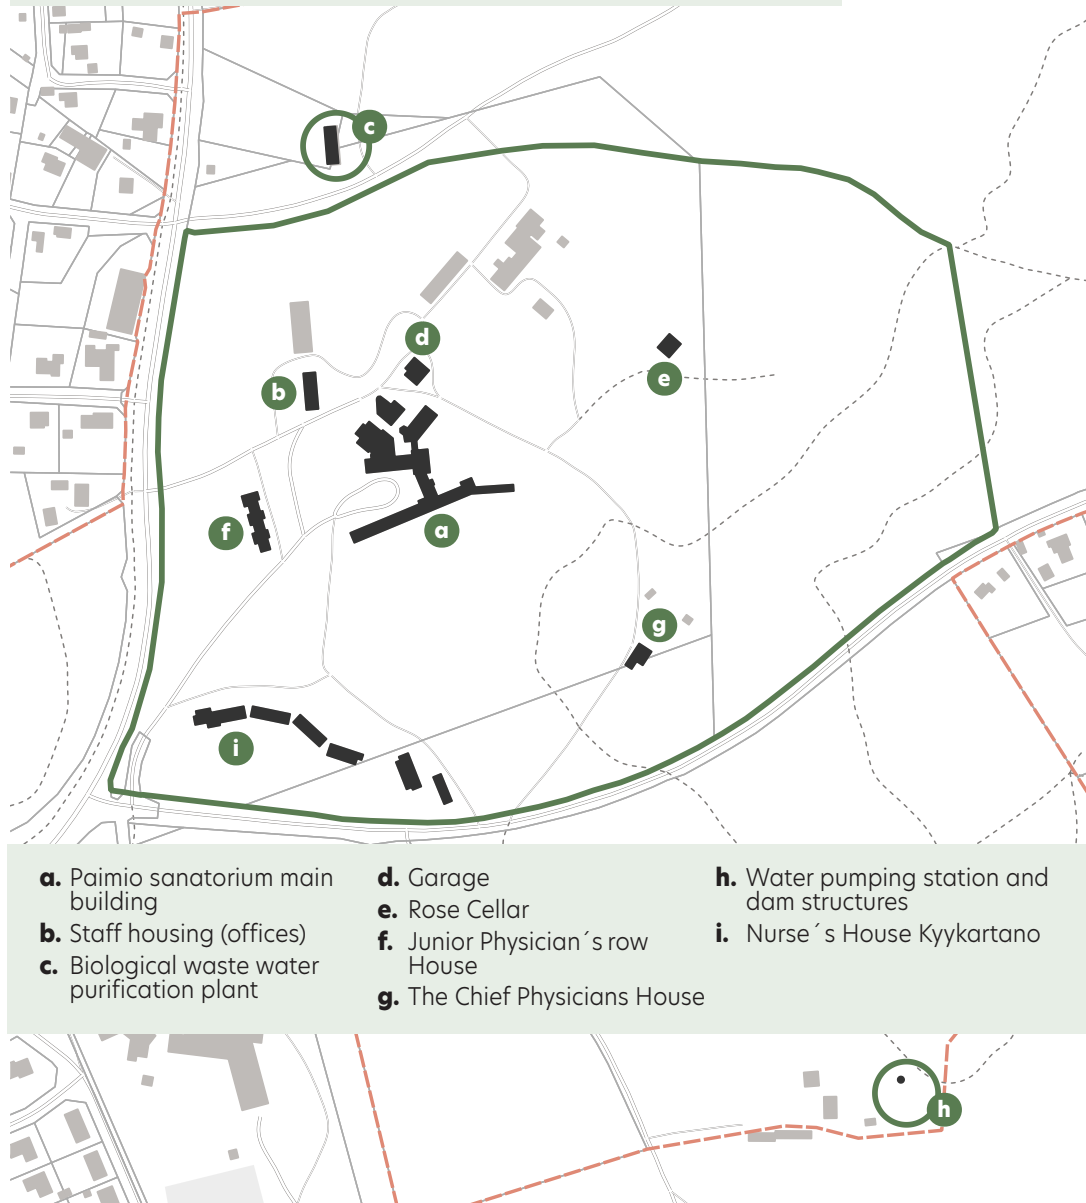 c
d
b
e
f
a
g
i
a. Paimio sanatorium main
building
b. Staff housing (offices)
c. Biological waste water
purification plant
d. Garage
e. Rose Cellar
f. Junior Physician´s row
House
g. The Chief Physicians House
h. Water pumping station and
dam structures
i. Nurse´s House Kyykartano
h